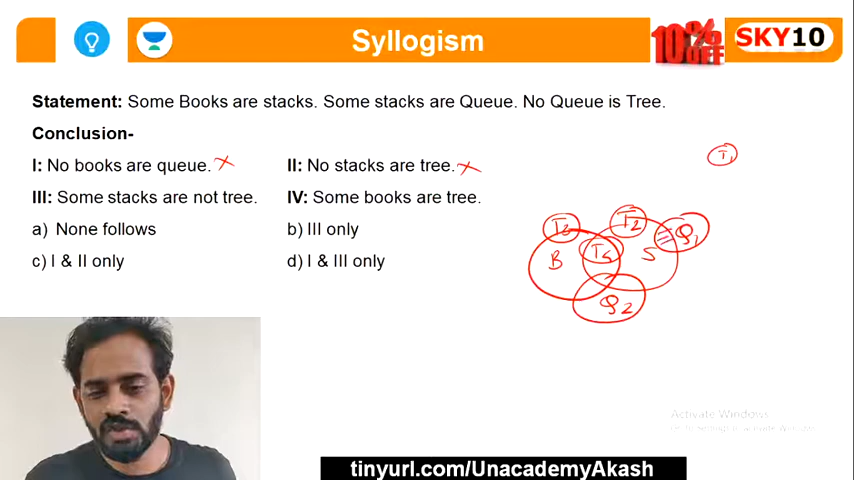 Syllogism
10% OFF
SKY10
Statement: Some Books are stacks. Some stacks are Queue. No Queue is Tree.
Conclusion-
I: No books are queue. II: No stacks are tree.
III: Some stacks are not tree. IV: Some books are tree.
a) None follows b) III only
c) I & II only d) I & III only
T1
T3 T2 Q1
B S
Q2
Activate Windows
tinyurl.com/UnacademyAkash